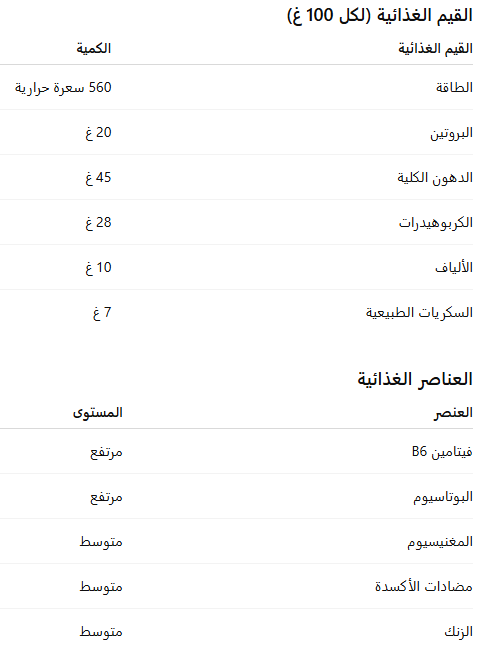 القيم الغذائية (لكل 100 غ)
القيم الغذائية الكمية
الطاقة 560 سعرة حرارية
البروتين 20 غ
الدهون الكلية 45 غ
الكربوهيدرات 28 غ
الألياف 10 غ
السكريات الطبيعية 7 غ
العناصر الغذائية
العنصر المستوى
فيتامين B6 مرتفع
البوتاسيوم مرتفع
المغنيسيوم متوسط
مضادات الأكسدة متوسط
الزنك متوسط